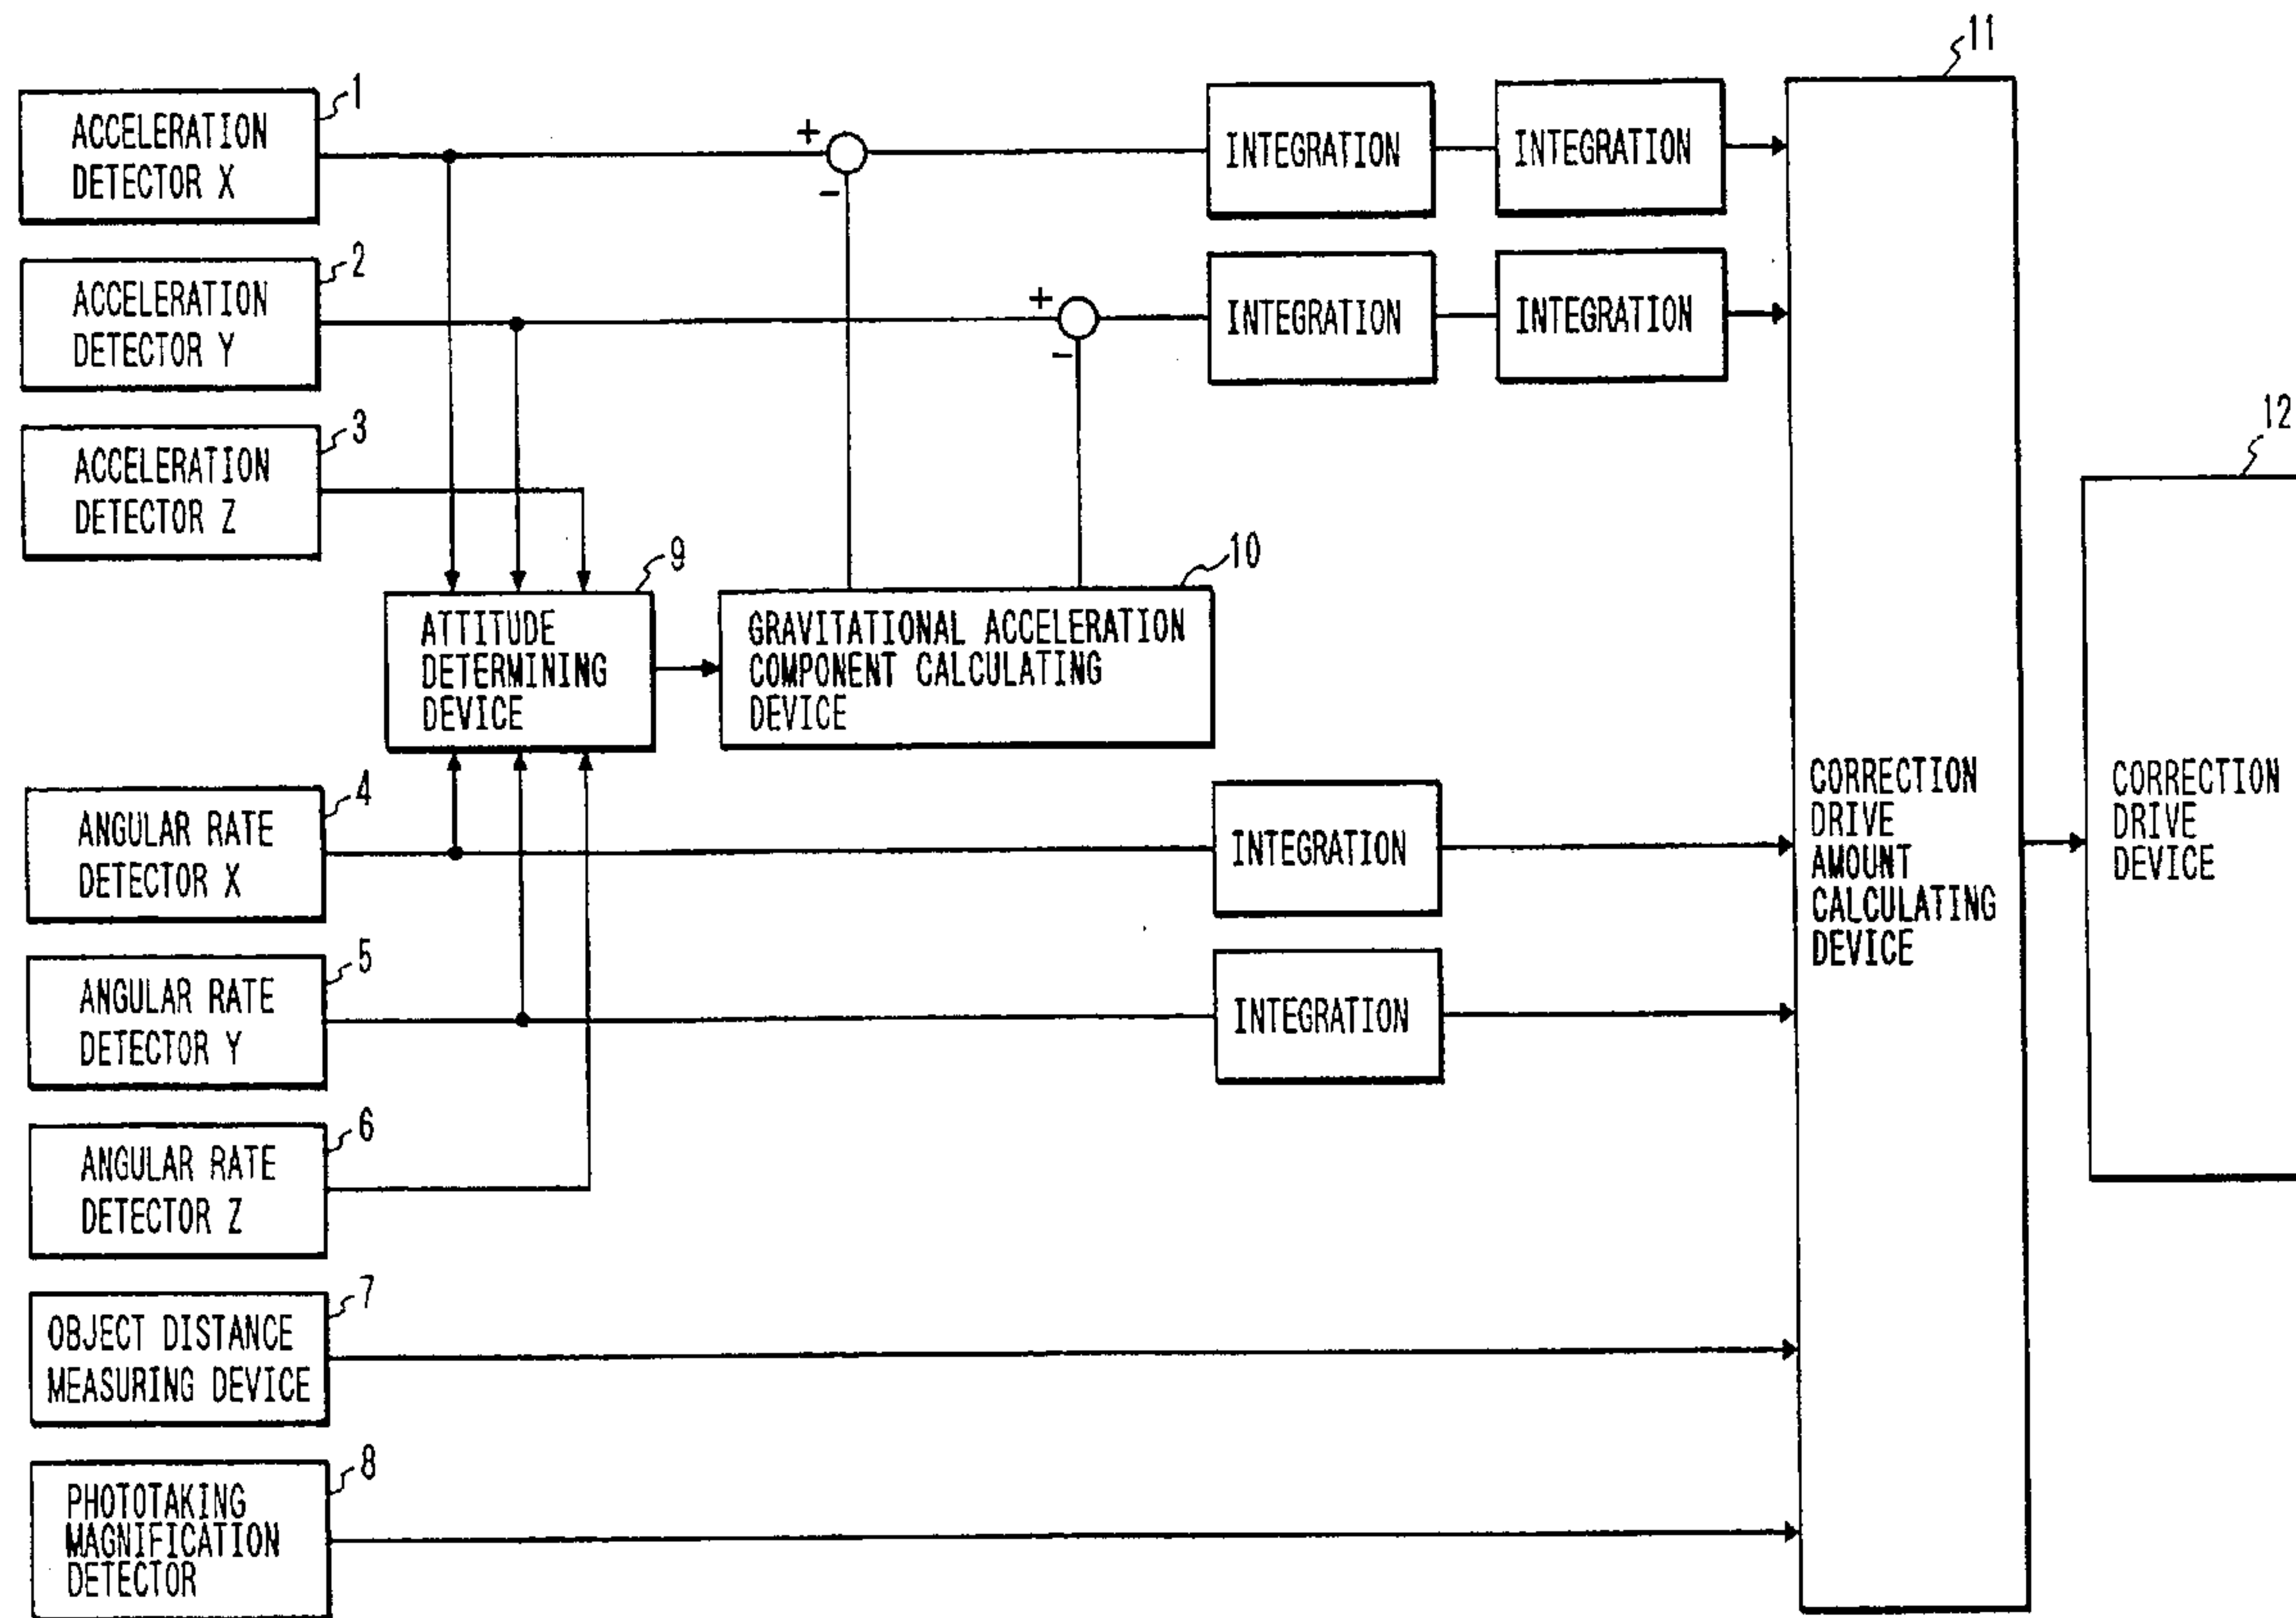 11
1
ACCELERATION
DETECTOR X
+
-
INTEGRATION
INTEGRATION
2
ACCELERATION
DETECTOR Y
+
-
INTEGRATION
INTEGRATION
3
ACCELERATION
DETECTOR Z
12
9
ATTITUDE
DETERMINING
DEVICE
10
GRAVITATIONAL ACCELERATION
COMPONENT CALCULATING
DEVICE
4
ANGULAR RATE
DETECTOR X
INTEGRATION
CORRECTION
DRIVE
AMOUNT
CALCULATING
DEVICE
CORRECTION
DRIVE
DEVICE
5
ANGULAR RATE
DETECTOR Y
INTEGRATION
6
ANGULAR RATE
DETECTOR Z
7
OBJECT DISTANCE
MEASURING DEVICE
8
PHOTOTAKING
MAGNIFICATION
DETECTOR